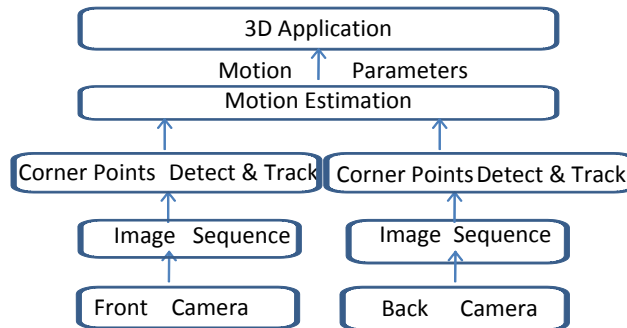 3D Application
Motion Parameters
Motion Estimation
Corner Points Detect & Track
Corner Points Detect & Track
Image Sequence
Image Sequence
Front Camera
Back Camera